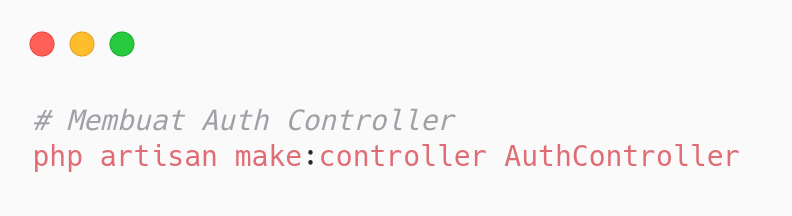 # Membuat Auth Controller
php artisan make:controller AuthController